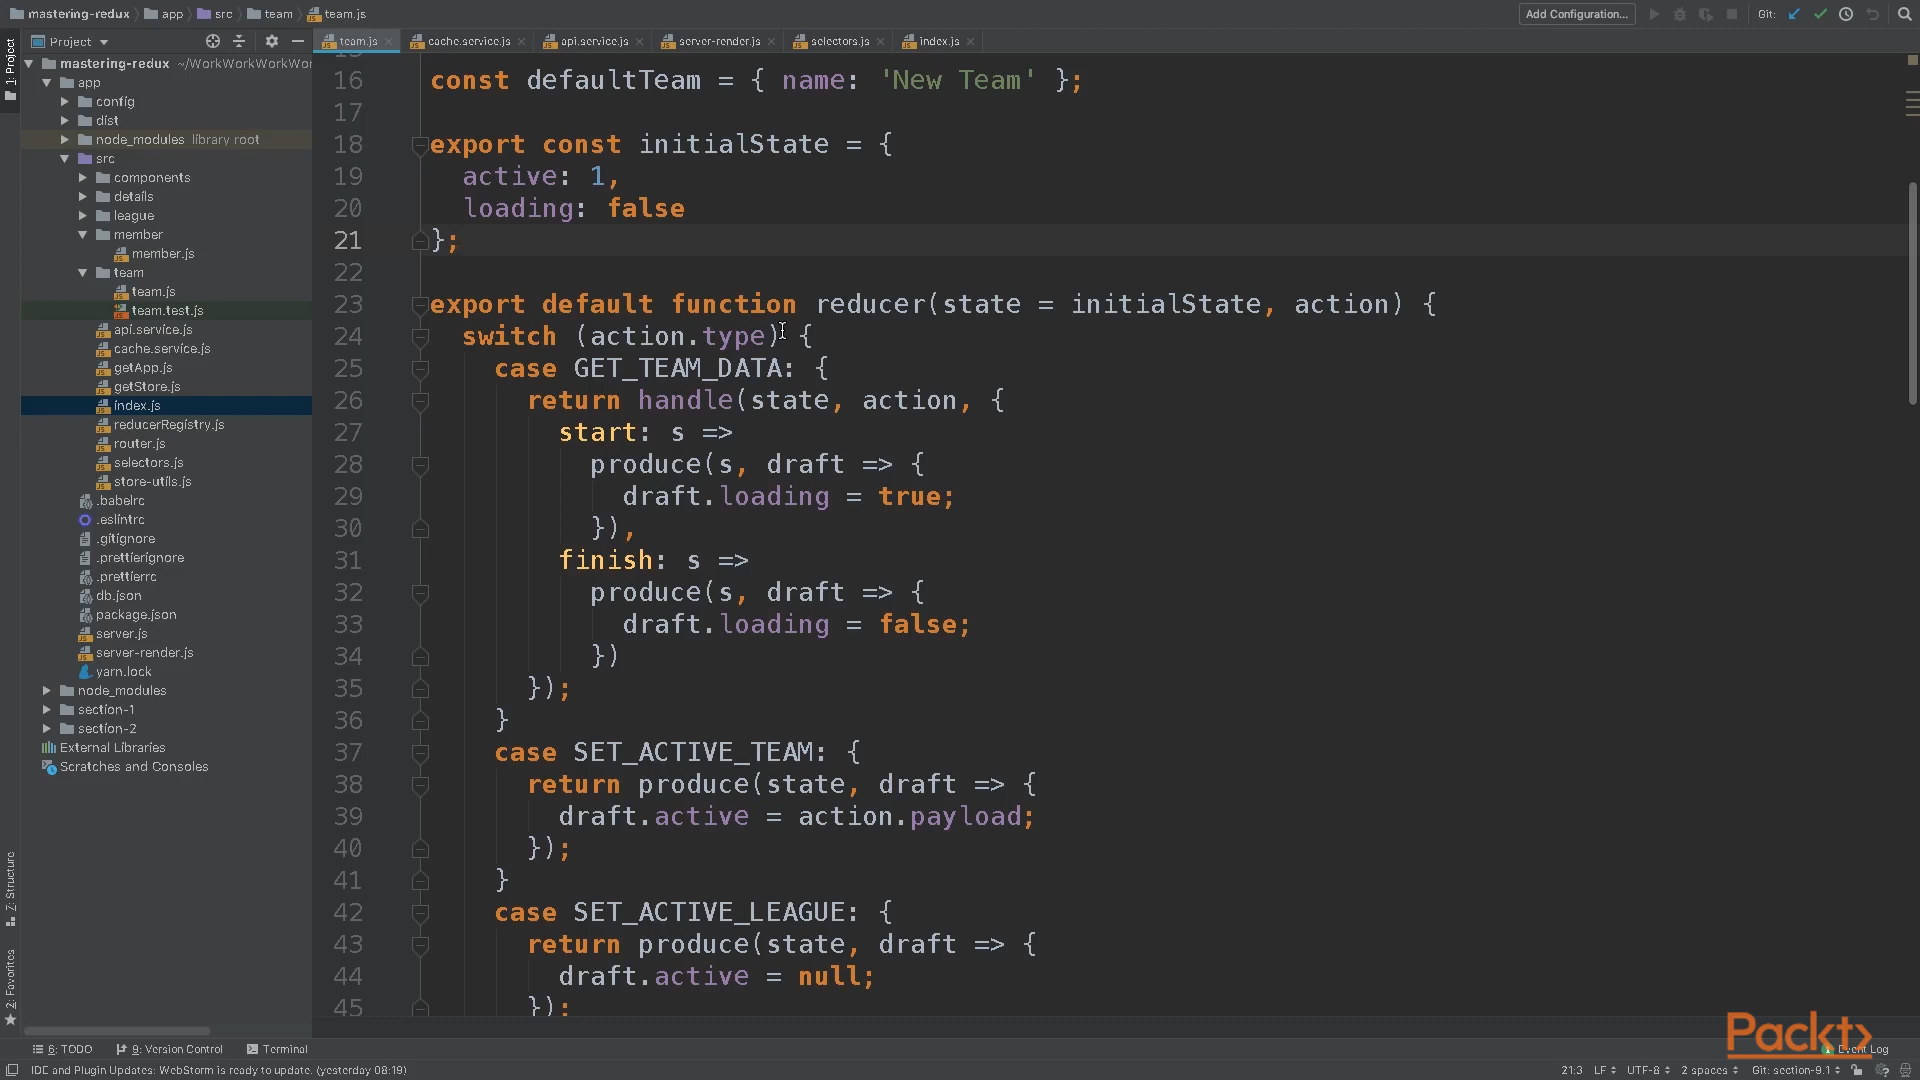 mastering-redux app src team team.js
Add Configuration... Git:
1: Project
Project
team.js cache.service.js api.service.js server-render.js selectors.js index.js
mastering-redux ~/WorkWorkWorkWor
app
config
dist
node_modules library root
src
components
details
league
member
member.js
team
team.js
team.test.js
api.service.js
cache.service.js
getApp.js
getStore.js
index.js
reducerRegistry.js
router.js
selectors.js
store-utils.js
.babelrc
.eslintrc
.gitignore
.prettierignore
.prettierrc
db.json
package.json
server.js
server-render.js
yarn.lock
node_modules
section-1
section-2
External Libraries
Scratches and Consoles
Z: Structure
2: Favorites
16 const defaultTeam = { name: 'New Team' };
17
18 export const initialState = {
19 active: 1,
20 loading: false
21 };
22
23 export default function reducer(state = initialState, action) {
24 switch (action.type) {
25 case GET_TEAM_DATA: {
26 return handle(state, action, {
27 start: s =>
28 produce(s, draft => {
29 draft.loading = true;
30 }),
31 finish: s =>
32 produce(s, draft => {
33 draft.loading = false;
34 })
35 });
36 }
37 case SET_ACTIVE_TEAM: {
38 return produce(state, draft => {
39 draft.active = action.payload;
40 });
41 }
42 case SET_ACTIVE_LEAGUE: {
43 return produce(state, draft => {
44 draft.active = null;
45 });
Packt>
6: TODO 9: Version Control Terminal
Event Log
IDE and Plugin Updates: WebStorm is ready to update. (yesterday 08:19)
21:3 LF UTF-8 2 spaces Git: section-9.1